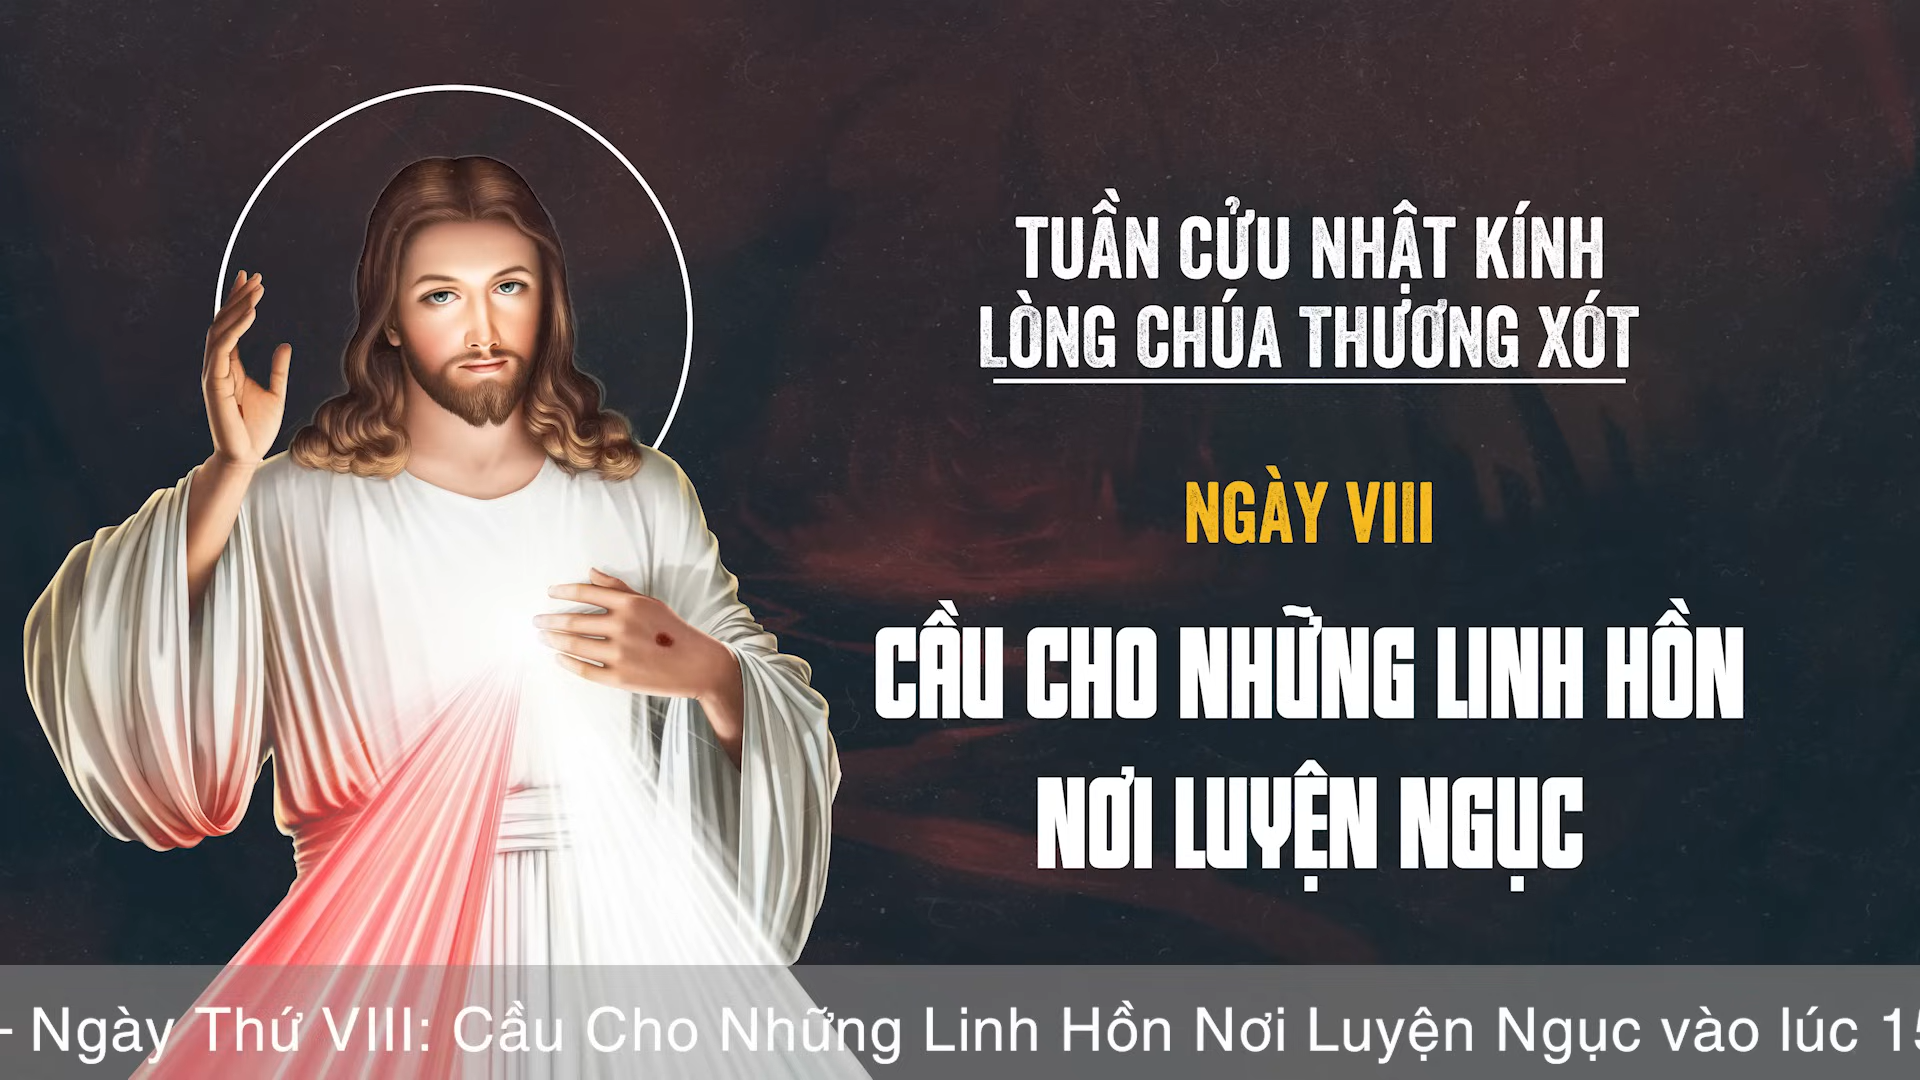 TUẦN CỬU NHẬT KÍNH
LÒNG CHÚA THƯƠNG XÓT
NGÀY VIII
CẦU CHO NHỮNG LINH HỒN
NƠI LUYỆN NGỤC
- Ngày Thứ VIII: Cầu Cho Những Linh Hồn Nơi Luyện Ngục vào lúc